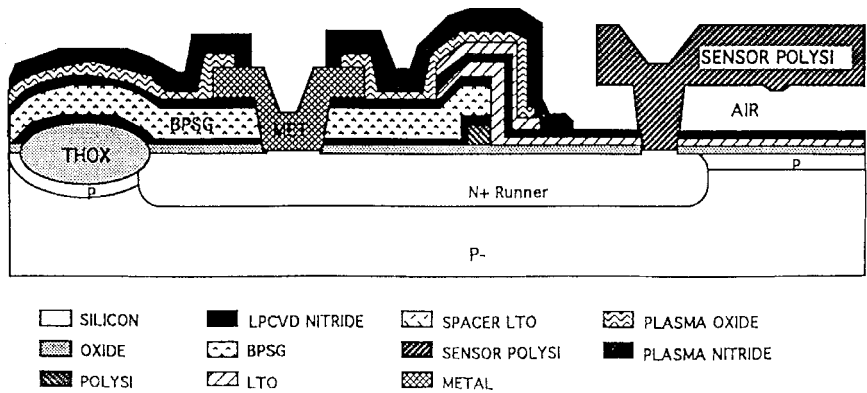 SENSOR POLYSI
AIR
BPSG
MET
THOX
P
P
N+ Runner
P-
SILICON
LPCVD NITRIDE
SPACER LTO
PLASMA OXIDE
OXIDE
BPSG
SENSOR POLYSI
PLASMA NITRIDE
POLYSI
LTO
METAL